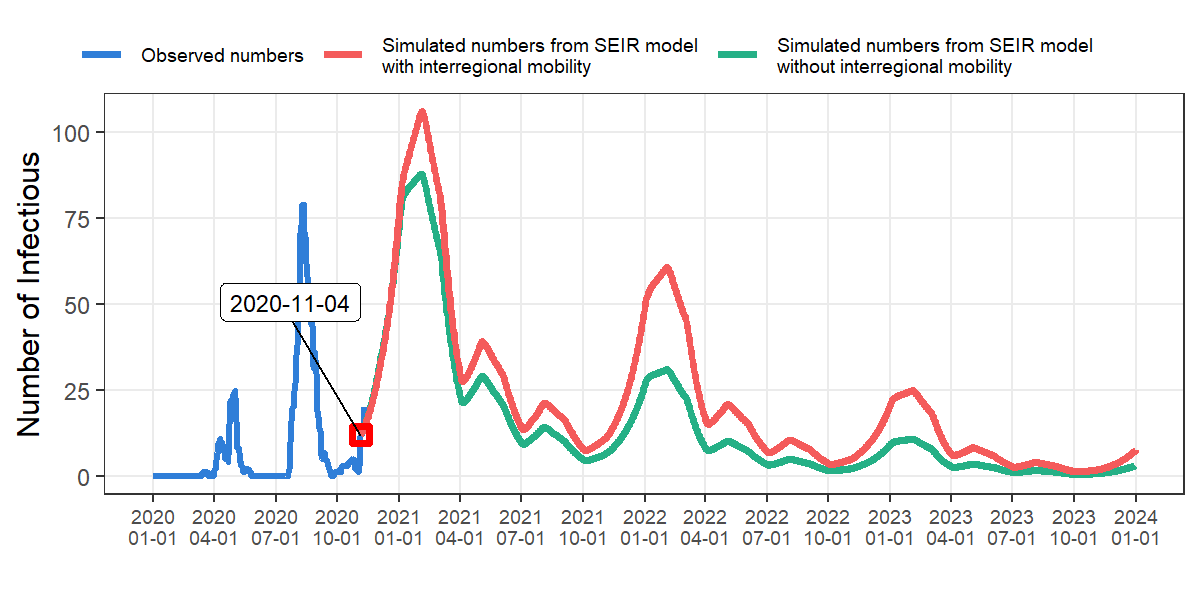 Observed numbers
Simulated numbers from SEIR model
with interregional mobility
Simulated numbers from SEIR model
without interregional mobility
Number of Infectious
100
75
50
25
0
2020-11-04
2020 2020 2020 2020 2021 2021 2021 2021 2022 2022 2022 2022 2023 2023 2023 2023 2024
01-01 04-01 07-01 10-01 01-01 04-01 07-01 10-01 01-01 04-01 07-01 10-01 01-01 04-01 07-01 10-01 01-01